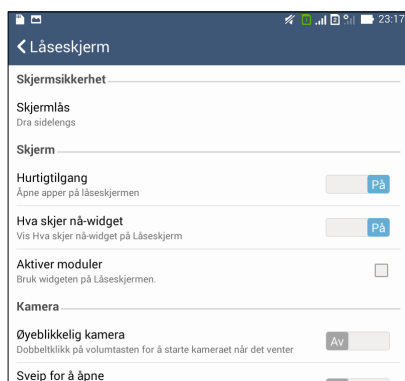 23:17
Låseskjerm
Skjermsikkerhet
Skjermlås
Dra sidelengs
Skjerm
Hurtigtilgang
Åpne apper på låseskjermen
På
Hva skjer nå-widget
Vis Hva skjer nå-widget på Låseskjerm
På
Aktiver moduler
Bruk widgeten på Låseskjermen.
Kamera
Øyeblikkelig kamera
Dobbeltklikk på volumtasten for å starte kameraet når det venter
Av
Sveip for å åpne